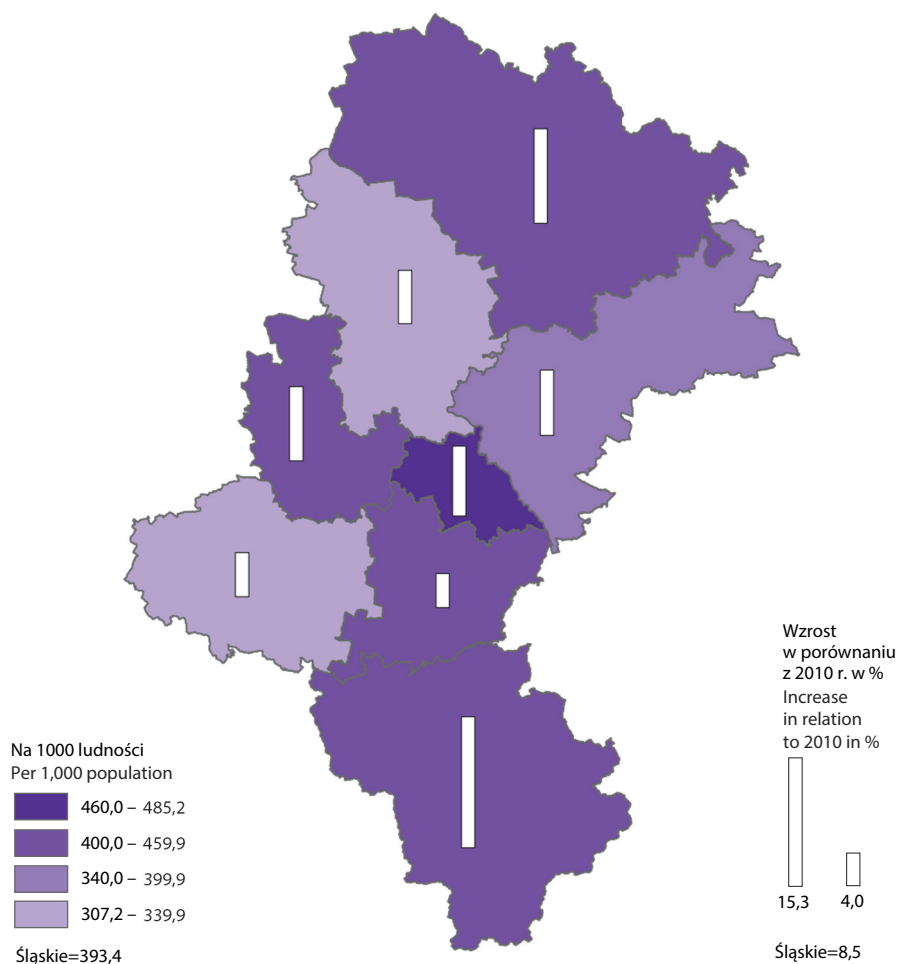 Wzrost
w porównaniu
z 2010 r. w %
Increase
in relation
to 2010 in %
15,3 4,0
Śląskie=8,5
Na 1000 ludności
Per 1,000 population
460,0 – 485,2
400,0 – 459,9
340,0 – 399,9
307,2 – 339,9
Śląskie=393,4